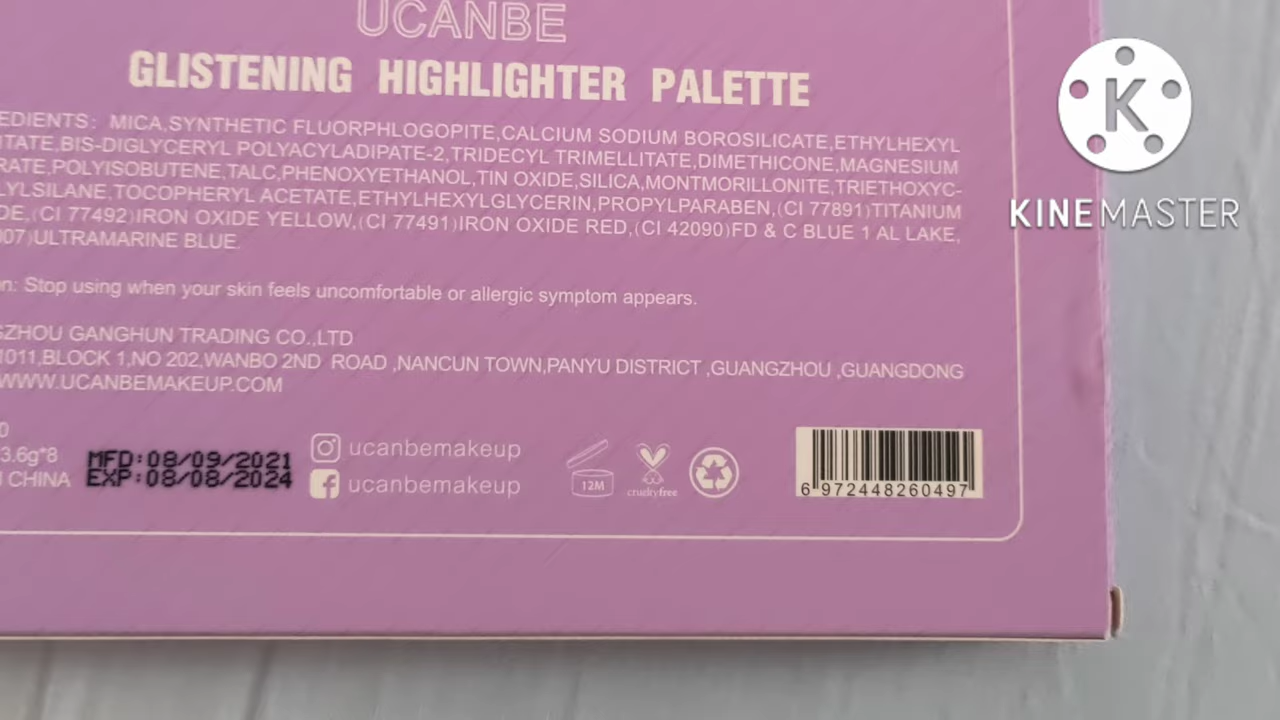 UCANBE
GLISTENING HIGHLIGHTER PALETTE
EDIENTS: MICA,SYNTHETIC FLUORPHLOGOPITE,CALCIUM SODIUM BOROSILICATE,ETHYLHEXYL
ITATE,BIS-DIGLYCERYL POLYACYLADIPATE-2,TRIDECYL TRIMELLITATE,DIMETHICONE,MAGNESIUM
RATE,POLYISOBUTENE,TALC,PHENOXYETHANOL,TIN OXIDE,SILICA,MONTMORILLONITE,TRIETHOXYC-
LYLSILANE,TOCOPHERYL ACETATE,ETHYLHEXYLGLYCERIN,PROPYLPARABEN,(CI 77891)TITANIUM
DE,(CI 77492)IRON OXIDE YELLOW,(CI 77491)IRON OXIDE RED,(CI 42090)FD & C BLUE 1 AL LAKE,
007)ULTRAMARINE BLUE.
on: Stop using when your skin feels uncomfortable or allergic symptom appears.
GZHOU GANGHUN TRADING CO.,LTD
1011,BLOCK 1,NO 202,WANBO 2ND ROAD ,NANCUN TOWN,PANYU DISTRICT ,GUANGZHOU ,GUANGDONG
WWW.UCANBEMAKEUP.COM
0
3.6g*8
CHINA
MFD:08/09/2021
EXP:08/08/2024
ucanbemakeup
ucanbemakeup
12M
crueltyfree
6 972448260497
K
KINEMASTER